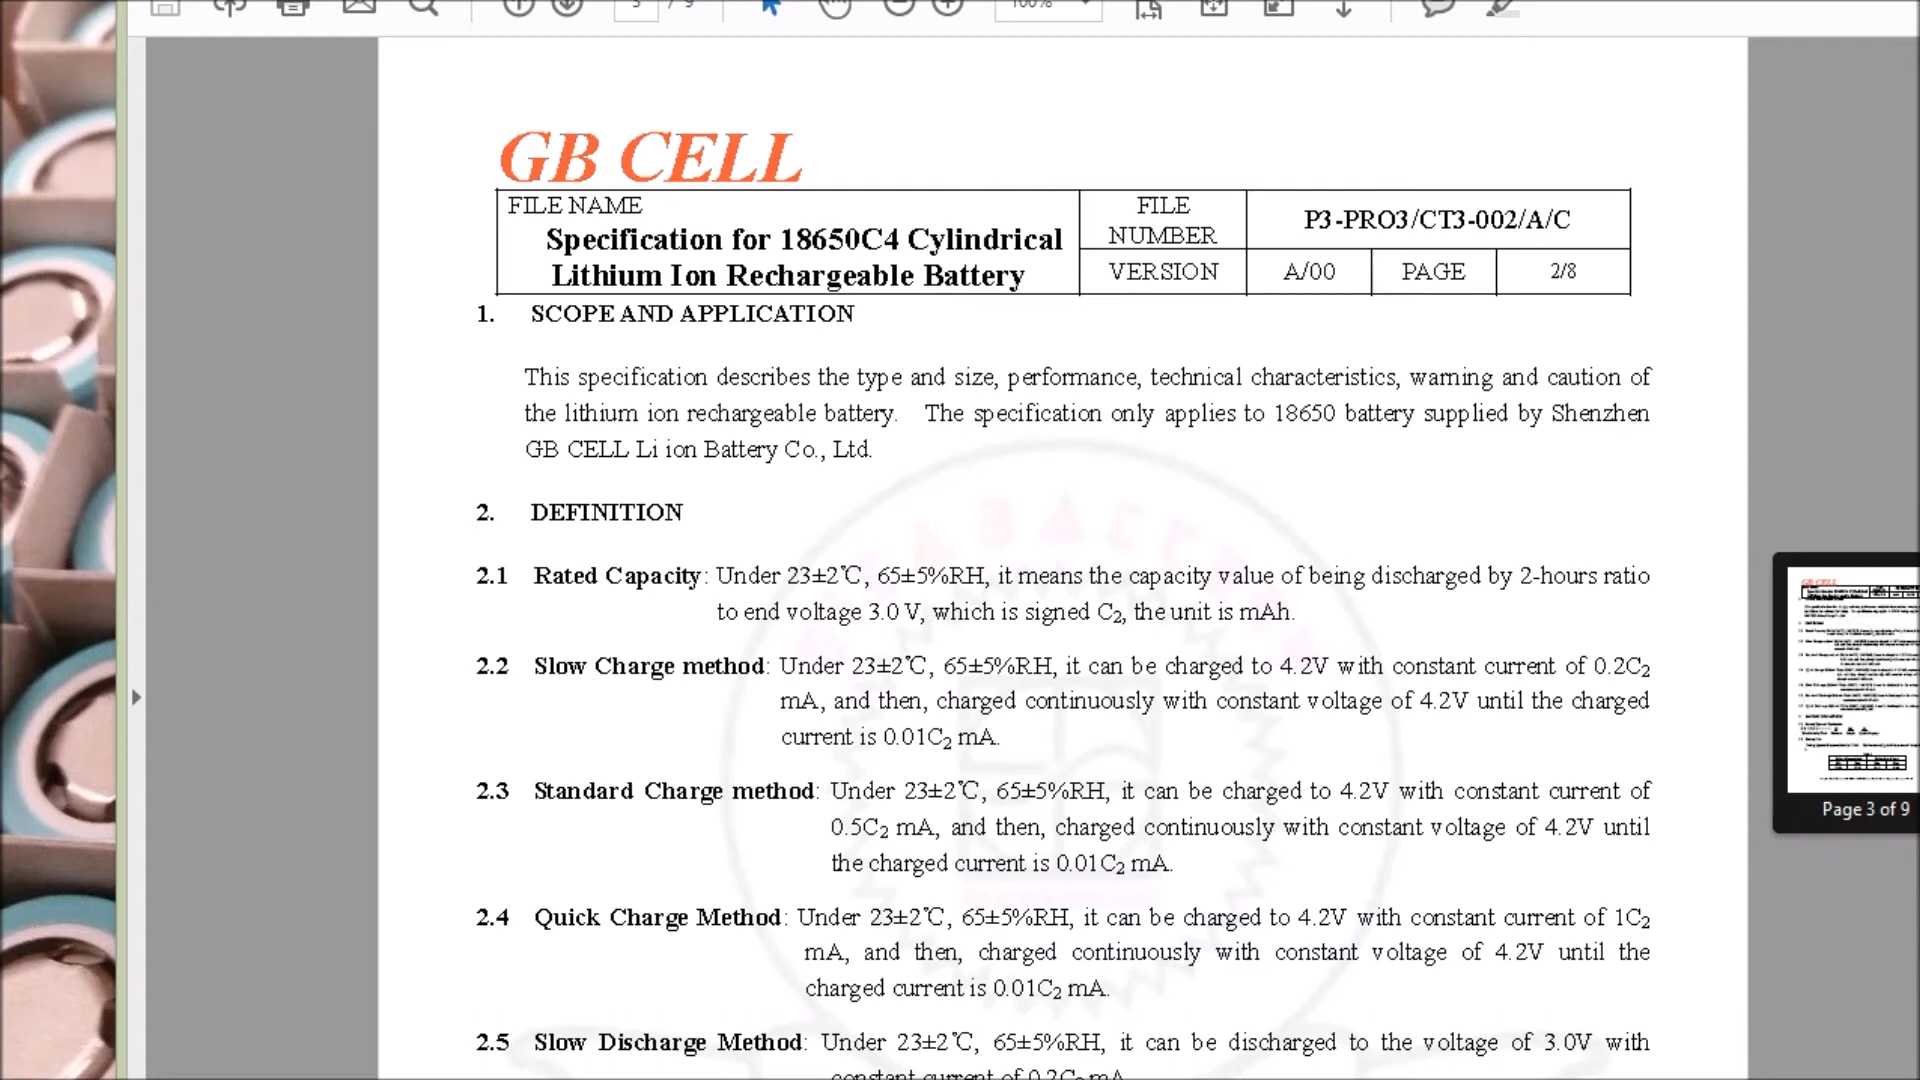 3 / 9
100%
GB CELL
FILE NAME
Specification for 18650C4 Cylindrical
Lithium Ion Rechargeable Battery
FILE
NUMBER
P3-PRO3/CT3-002/A/C
VERSION
A/00
PAGE
2/8
1. SCOPE AND APPLICATION
This specification describes the type and size, performance, technical characteristics, warning and caution of
the lithium ion rechargeable battery. The specification only applies to 18650 battery supplied by Shenzhen
GB CELL Li ion Battery Co., Ltd.
2. DEFINITION
2.1 Rated Capacity: Under 23±2℃, 65±5%RH, it means the capacity value of being discharged by 2-hours ratio
to end voltage 3.0 V, which is signed C2, the unit is mAh.
2.2 Slow Charge method: Under 23±2℃, 65±5%RH, it can be charged to 4.2V with constant current of 0.2C2
mA, and then, charged continuously with constant voltage of 4.2V until the charged
current is 0.01C2 mA.
2.3 Standard Charge method: Under 23±2℃, 65±5%RH, it can be charged to 4.2V with constant current of
0.5C2 mA, and then, charged continuously with constant voltage of 4.2V until
the charged current is 0.01C2 mA.
2.4 Quick Charge Method: Under 23±2℃, 65±5%RH, it can be charged to 4.2V with constant current of 1C2
mA, and then, charged continuously with constant voltage of 4.2V until the
charged current is 0.01C2 mA.
2.5 Slow Discharge Method: Under 23±2℃, 65±5%RH, it can be discharged to the voltage of 3.0V with
constant current of 0.2C2 mA
GB CELL
Page 3 of 9